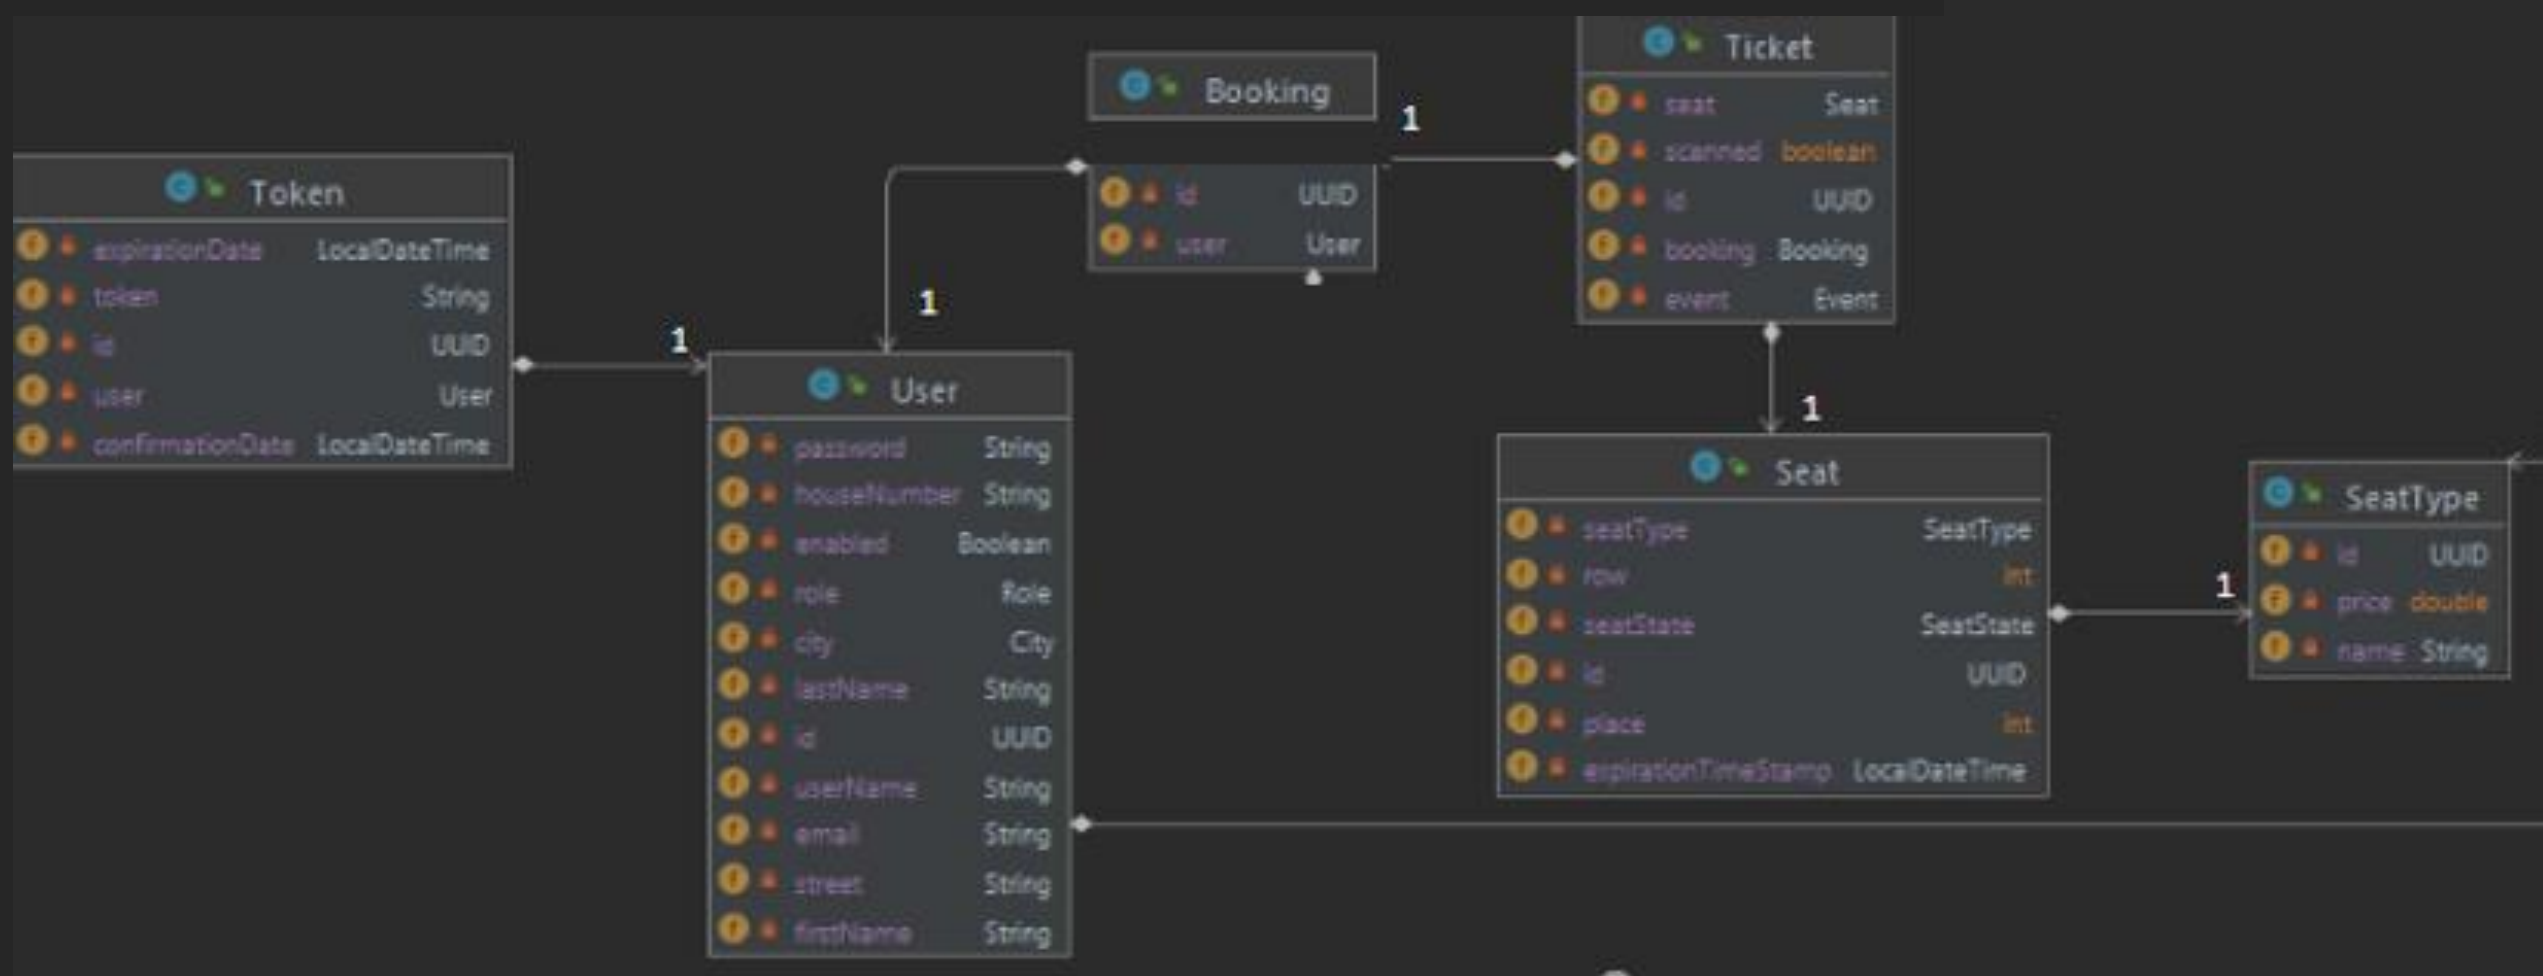 Token
expirationDate LocalDateTime
token String
id UUID
user User
confirmationDate LocalDateTime
1
Booking
id UUID
user User
1
1
User
password String
houseNumber String
enabled Boolean
role Role
city City
lastName String
id UUID
userName String
email String
street String
firstName String
Ticket
seat Seat
scanned boolean
id UUID
booking Booking
event Event
1
Seat
seatType SeatType
row int
seatState SeatState
id UUID
place int
expirationTimeStamp LocalDateTime
1
SeatType
id UUID
price double
name String